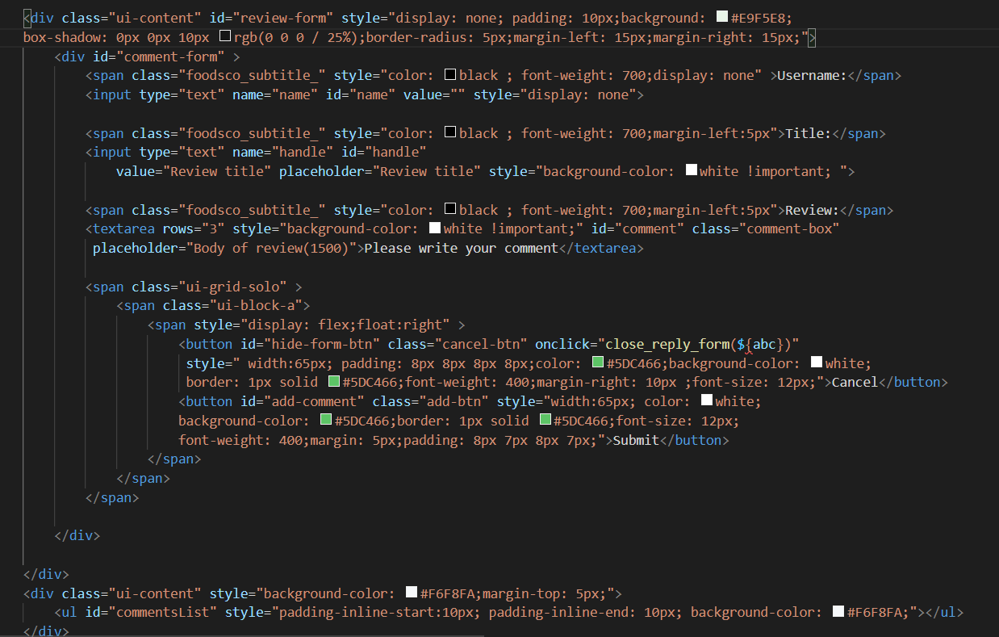 <div class="ui-content" id="review-form" style="display: none; padding: 10px;background: #E9F5E8;
box-shadow: 0px 0px 10px rgb(0 0 0 / 25%);border-radius: 5px;margin-left: 15px;margin-right: 15px;">
<div id="comment-form" >
<span class="foodsco_subtitle_" style="color: black ; font-weight: 700;display: none" >Username:</span>
<input type="text" name="name" id="name" value="" style="display: none">
<span class="foodsco_subtitle_" style="color: black ; font-weight: 700;margin-left:5px">Title:</span>
<input type="text" name="handle" id="handle"
value="Review title" placeholder="Review title" style="background-color: white !important; ">
<span class="foodsco_subtitle_" style="color: black ; font-weight: 700;margin-left:5px">Review:</span>
<textarea rows="3" style="background-color: white !important;" id="comment" class="comment-box"
placeholder="Body of review(1500)">Please write your comment</textarea>
<span class="ui-grid-solo" >
<span class="ui-block-a">
<span style="display: flex;float:right" >
<button id="hide-form-btn" class="cancel-btn" onclick="close_reply_form(${abc})"
style=" width:65px; padding: 8px 8px 8px 8px;color: #5DC466;background-color: white;
border: 1px solid #5DC466;font-weight: 400;margin-right: 10px ;font-size: 12px;">Cancel</button>
<button id="add-comment" class="add-btn" style="width:65px; color: white;
background-color: #5DC466;border: 1px solid #5DC466;font-size: 12px;
font-weight: 400;margin: 5px;padding: 8px 7px 8px 7px;">Submit</button>
</span>
</span>
</span>
</div>
</div>
<div class="ui-content" style="background-color: #F6F8FA;margin-top: 5px;">
<ul id="commentsList" style="padding-inline-start:10px; padding-inline-end: 10px; background-color: #F6F8FA;"></ul>
</div>